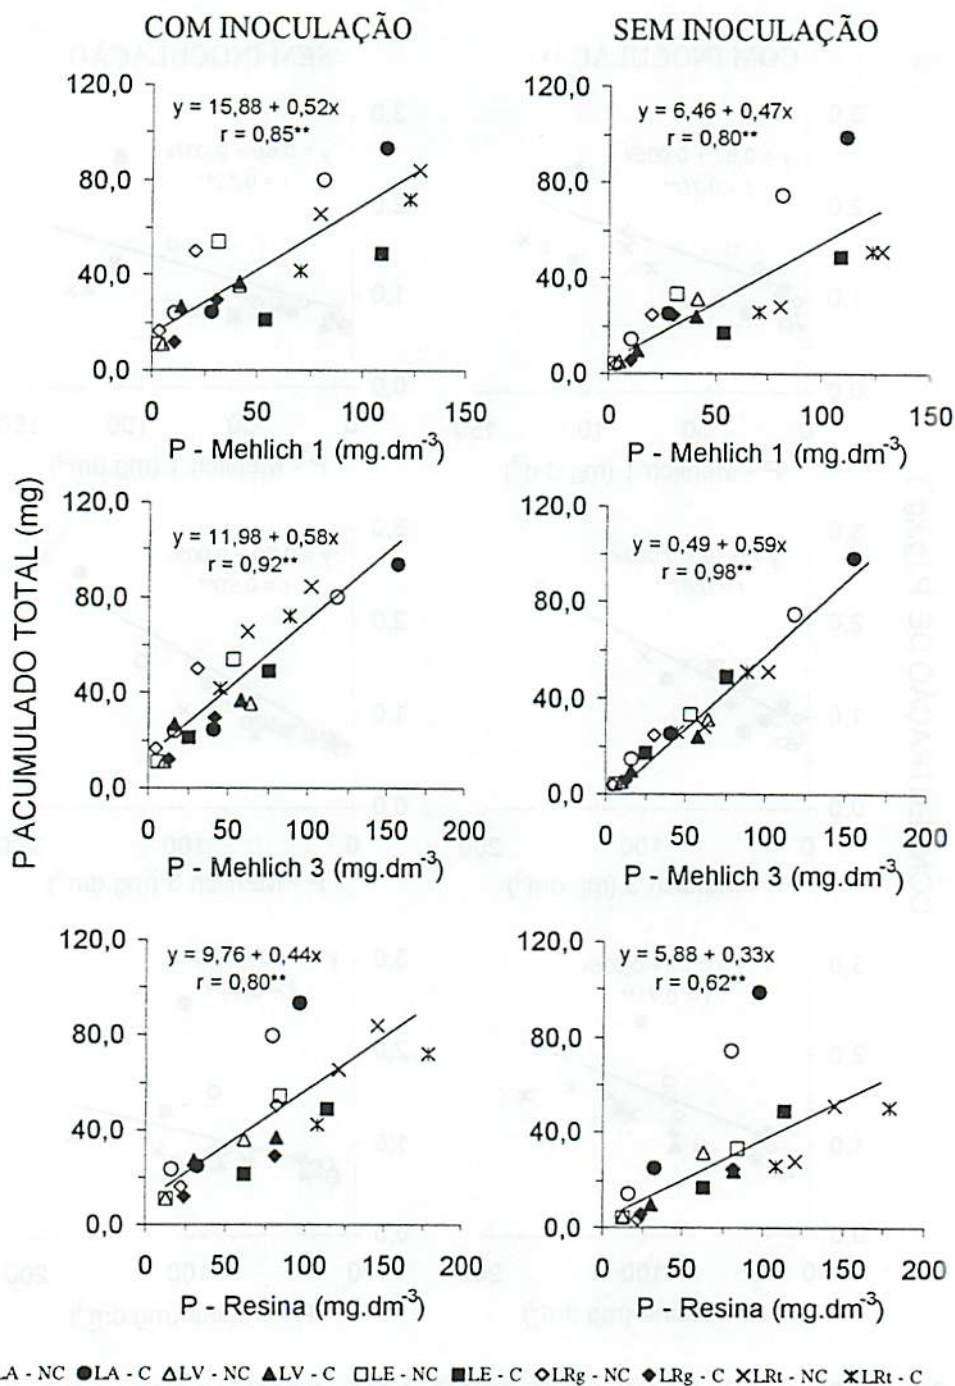 COM INOCULAÇÃO
SEM INOCULAÇÃO
P ACUMULADO TOTAL (mg)
120,0
80,0
40,0
0,0
y = 15,88 + 0,52x
r = 0,85**
0 50 100 150
P - Mehlich 1 (mg.dm-3)
120,0
80,0
40,0
0,0
y = 6,46 + 0,47x
r = 0,80**
0 50 100 150
P - Mehlich 1 (mg.dm-3)
120,0
80,0
40,0
0,0
y = 11,98 + 0,58x
r = 0,92**
0 50 100 150 200
P - Mehlich 3 (mg.dm-3)
120,0
80,0
40,0
0,0
y = 0,49 + 0,59x
r = 0,98**
0 50 100 150 200
P - Mehlich 3 (mg.dm-3)
120,0
80,0
40,0
0,0
y = 9,76 + 0,44x
r = 0,80**
0 50 100 150 200
P - Resina (mg.dm-3)
120,0
80,0
40,0
0,0
y = 5,88 + 0,33x
r = 0,62**
0 50 100 150 200
P - Resina (mg.dm-3)
LA - NC ●LA - C △LV - NC ▲LV - C □LE - NC ■LE - C ◇LRg - NC ◆LRg - C ×LRt - NC ӿLRt - C